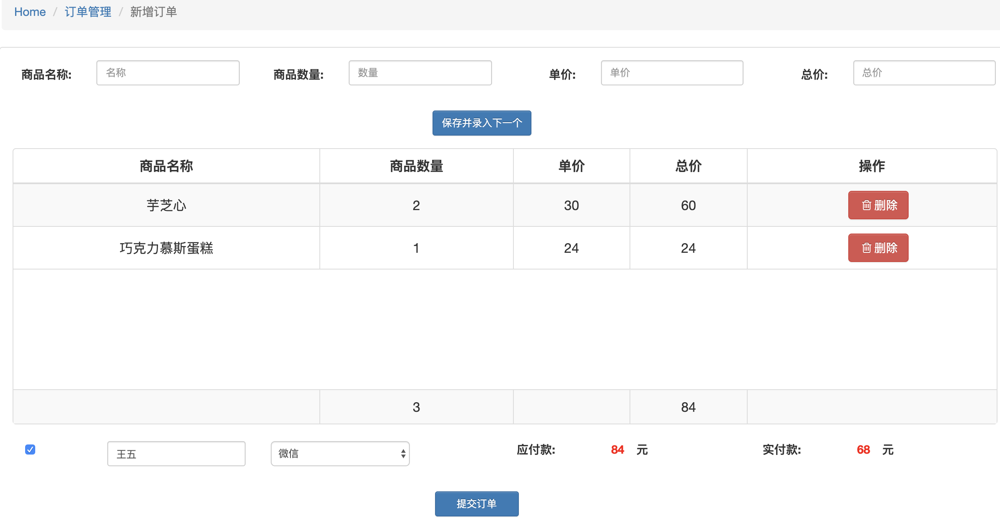 Home / 订单管理 / 新增订单
商品名称: 名称 商品数量: 数量 单价: 单价 总价: 总价
保存并录入下一个
商品名称 商品数量 单价 总价 操作
芋芝心 2 30 60 删除
巧克力慕斯蛋糕 1 24 24 删除
3 84
王五 微信 应付款: 84 元 实付款: 68 元
提交订单